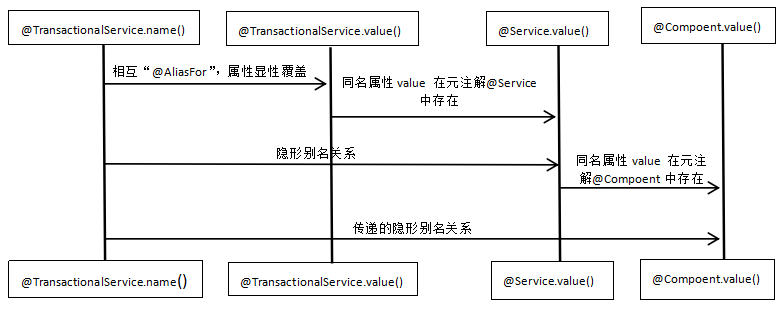 @TransactionalService.name()
@TransactionalService.value()
@Service.value()
@Compoent.value()
相互“@AliasFor”，属性显性覆盖
同名属性 value 在元注解@Service
中存在
隐形别名关系
同名属性 value 在元注
解@Compoent 中存在
传递的隐形别名关系
@TransactionalService.name()
@TransactionalService.value()
@Service.value()
@Compoent.value()